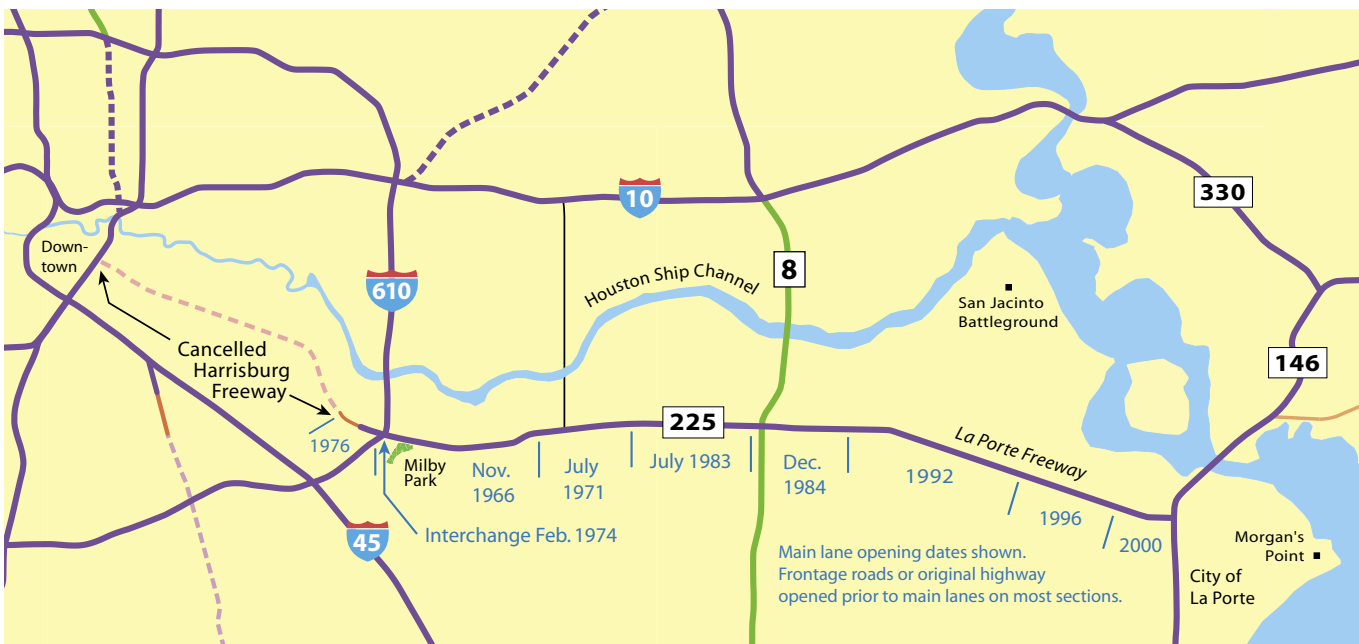 330
10
Down-
town
8
610
Houston Ship Channel
San Jacinto
Battleground
Cancelled
Harrisburg
Freeway
146
225
1976
Milby
Park
Nov.
1966
July
1971
July 1983
Dec.
1984
La Porte Freeway
1992
1996
2000
Interchange Feb. 1974
45
Main lane opening dates shown.
Frontage roads or original highway
opened prior to main lanes on most sections.
Morgan's
Point
City of
La Porte